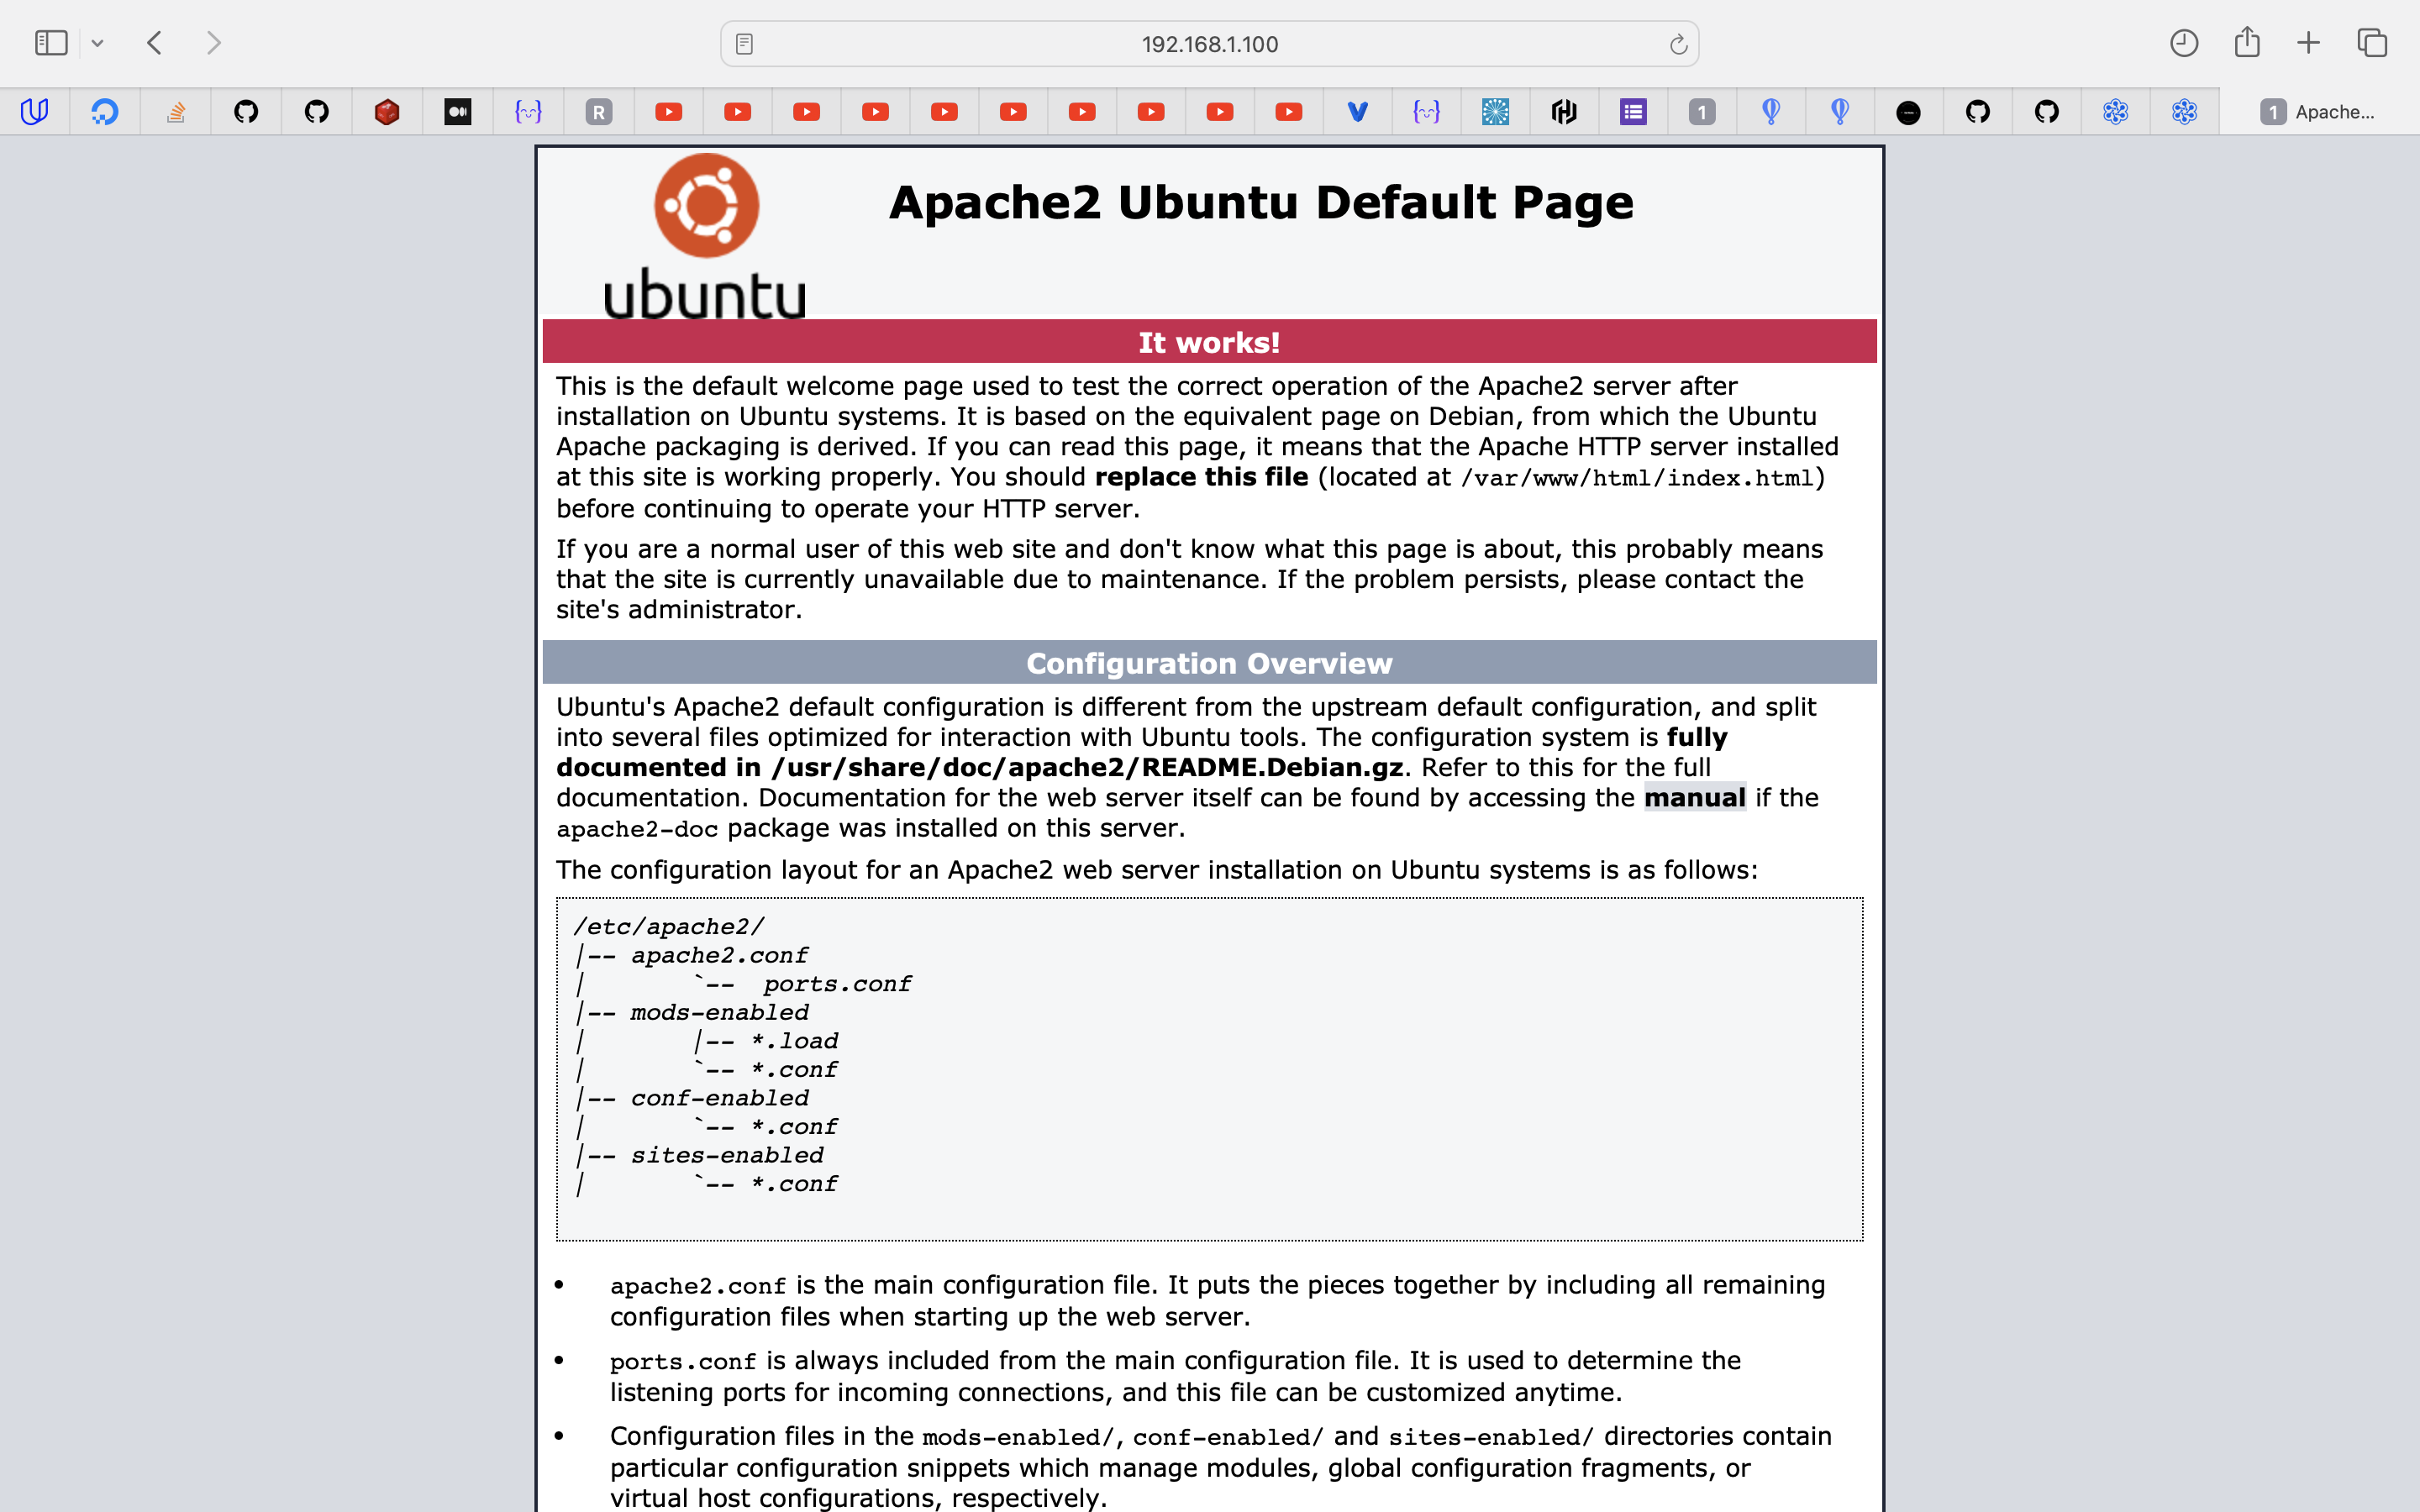 192.168.1.100
R
1
1 Apache...
ubuntu
Apache2 Ubuntu Default Page
It works!
This is the default welcome page used to test the correct operation of the Apache2 server after
installation on Ubuntu systems. It is based on the equivalent page on Debian, from which the Ubuntu
Apache packaging is derived. If you can read this page, it means that the Apache HTTP server installed
at this site is working properly. You should replace this file (located at /var/www/html/index.html)
before continuing to operate your HTTP server.
If you are a normal user of this web site and don't know what this page is about, this probably means
that the site is currently unavailable due to maintenance. If the problem persists, please contact the
site's administrator.
Configuration Overview
Ubuntu's Apache2 default configuration is different from the upstream default configuration, and split
into several files optimized for interaction with Ubuntu tools. The configuration system is fully
documented in /usr/share/doc/apache2/README.Debian.gz. Refer to this for the full
documentation. Documentation for the web server itself can be found by accessing the manual if the
apache2-doc package was installed on this server.
The configuration layout for an Apache2 web server installation on Ubuntu systems is as follows:
/etc/apache2/
|-- apache2.conf
|       `--  ports.conf
|-- mods-enabled
|       |-- *.load
|       `-- *.conf
|-- conf-enabled
|       `-- *.conf
|-- sites-enabled
|       `-- *.conf
• apache2.conf is the main configuration file. It puts the pieces together by including all remaining
configuration files when starting up the web server.
• ports.conf is always included from the main configuration file. It is used to determine the
listening ports for incoming connections, and this file can be customized anytime.
• Configuration files in the mods-enabled/, conf-enabled/ and sites-enabled/ directories contain
particular configuration snippets which manage modules, global configuration fragments, or
virtual host configurations, respectively.